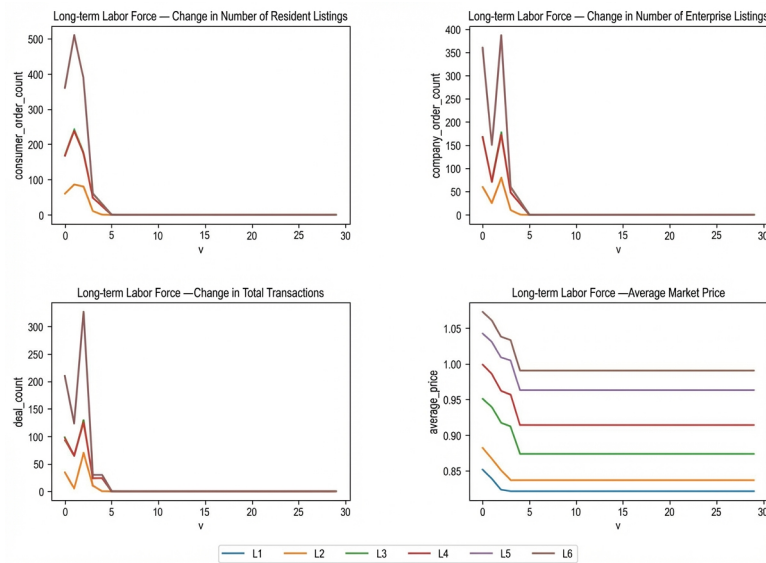 Long-term Labor Force — Change in Number of Resident Listings
consumer_order_count
500
400
300
200
100
0
0 5 10 15 20 25 30
v
Long-term Labor Force — Change in Number of Enterprise Listings
company_order_count
400
350
300
250
200
150
100
50
0
0 5 10 15 20 25 30
v
Long-term Labor Force —Change in Total Transactions
deal_count
300
250
200
150
100
50
0
0 5 10 15 20 25 30
v
Long-term Labor Force —Average Market Price
average_price
1.05
1.00
0.95
0.90
0.85
0 5 10 15 20 25 30
v
L1 L2 L3 L4 L5 L6